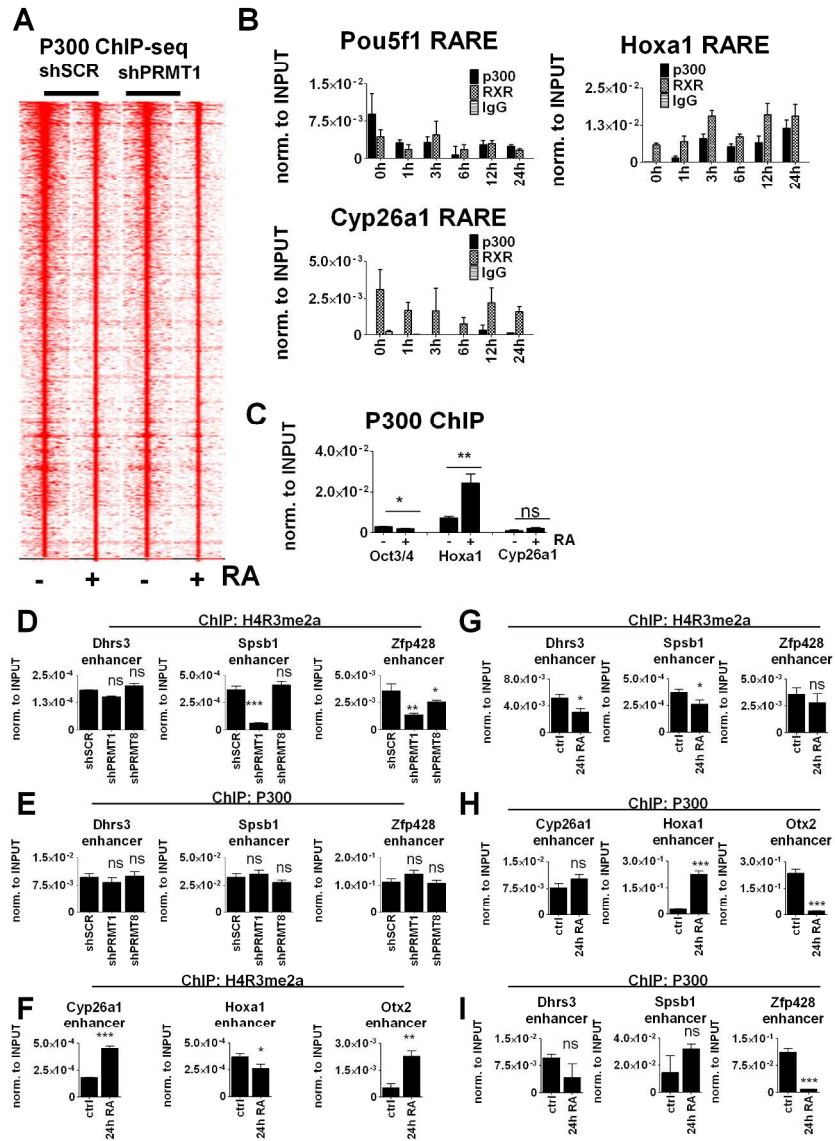 A
P300 ChIP-seq
shSCR shPRMT1
- + - + RA
B
Pou5f1 RARE
norm. to INPUT
1.5×10⁻²
7.5×10⁻³
0
p300
RXR
IgG
0h 1h 3h 6h 12h 24h
Hoxa1 RARE
norm. to INPUT
2.5×10⁻²
1.3×10⁻²
0
p300
RXR
IgG
0h 1h 3h 6h 12h 24h
Cyp26a1 RARE
norm. to INPUT
5.0×10⁻³
2.5×10⁻³
0
p300
RXR
IgG
0h 1h 3h 6h 12h 24h
C
P300 ChIP
norm. to INPUT
4.0×10⁻²
2.0×10⁻²
0
* ** ns
- + - + - + RA
Oct3/4 Hoxa1 Cyp26a1
D
ChIP: H4R3me2a
Dhrs3 enhancer
norm. to INPUT
2.5×10⁻⁴
1.3×10⁻⁴
0
ns ns
shSCR shPRMT1 shPRMT8
Spsb1 enhancer
norm. to INPUT
5.0×10⁻⁴
2.5×10⁻⁴
0
*** ns
shSCR shPRMT1 shPRMT8
Zfp428 enhancer
norm. to INPUT
5.0×10⁻³
2.5×10⁻³
0
** *
shSCR shPRMT1 shPRMT8
G
ChIP: H4R3me2a
Dhrs3 enhancer
norm. to INPUT
8.0×10⁻³
4.0×10⁻³
0
*
ctrl 24h RA
Spsb1 enhancer
norm. to INPUT
5.0×10⁻⁴
2.5×10⁻⁴
0
*
ctrl 24h RA
Zfp428 enhancer
norm. to INPUT
5.0×10⁻³
2.5×10⁻³
0
ns
ctrl 24h RA
E
ChIP: P300
Dhrs3 enhancer
norm. to INPUT
1.5×10⁻²
7.5×10⁻³
0
ns ns
shSCR shPRMT1 shPRMT8
Spsb1 enhancer
norm. to INPUT
5.0×10⁻²
2.5×10⁻²
0
ns ns
shSCR shPRMT1 shPRMT8
Zfp428 enhancer
norm. to INPUT
2.0×10⁻¹
1.0×10⁻¹
0
ns ns
shSCR shPRMT1 shPRMT8
H
ChIP: P300
Cyp26a1 enhancer
norm. to INPUT
1.5×10⁻²
7.5×10⁻³
0
ns
ctrl 24h RA
Hoxa1 enhancer
norm. to INPUT
3.0×10⁻¹
1.5×10⁻¹
0
***
ctrl 24h RA
Otx2 enhancer
norm. to INPUT
3.0×10⁻¹
1.5×10⁻¹
0
***
ctrl 24h RA
F
ChIP: H4R3me2a
Cyp26a1 enhancer
norm. to INPUT
5.0×10⁻⁴
2.5×10⁻⁴
0
***
ctrl 24h RA
Hoxa1 enhancer
norm. to INPUT
5.0×10⁻⁴
2.5×10⁻⁴
0
*
ctrl 24h RA
Otx2 enhancer
norm. to INPUT
3.0×10⁻³
1.5×10⁻³
0
**
ctrl 24h RA
I
ChIP: P300
Dhrs3 enhancer
norm. to INPUT
1.5×10⁻²
7.5×10⁻³
0
ns
ctrl 24h RA
Spsb1 enhancer
norm. to INPUT
4.0×10⁻²
2.0×10⁻²
0
ns
ctrl 24h RA
Zfp428 enhancer
norm. to INPUT
1.5×10⁻¹
7.5×10⁻²
0
***
ctrl 24h RA